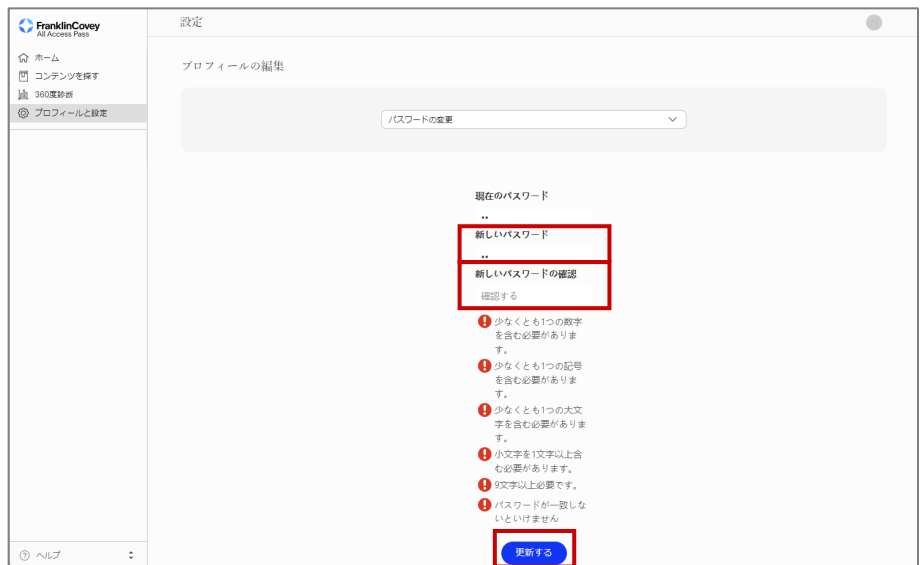 FranklinCovey
All Access Pass
設定
ホーム
コンテンツを探す
360度診断
プロフィールと設定
プロフィールの編集
パスワードの変更
現在のパスワード
••
新しいパスワード
••
新しいパスワードの確認
確認する
少なくとも1つの数字
を含む必要がありま
す。
少なくとも1つの記号
を含む必要がありま
す。
少なくとも1つの大文
字を含む必要がありま
す。
小文字を1文字以上含
む必要があります。
9文字以上必要です。
パスワードが一致しな
いといけません
更新する
ヘルプ